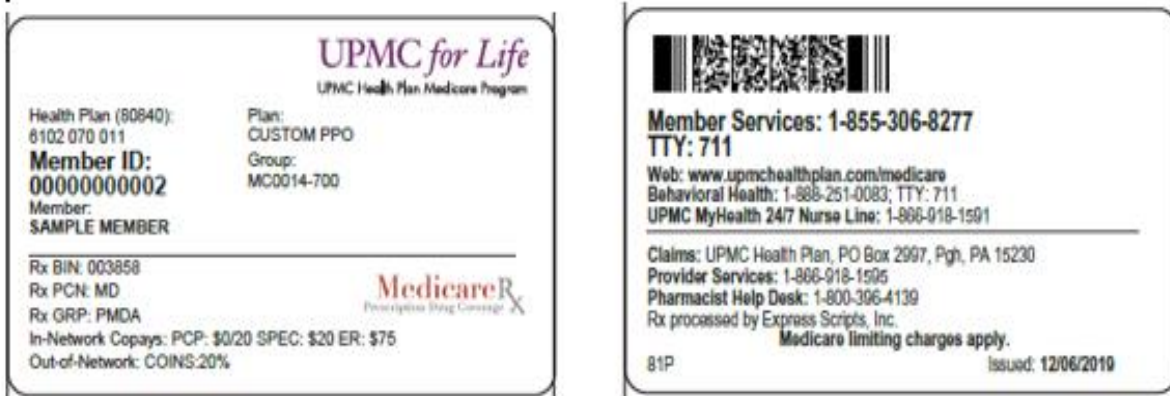 UPMC for Life
UPMC Health Plan Medicare Program
Health Plan (80840):
6102 070 011
Member ID:
00000000002
Member:
SAMPLE MEMBER
Plan:
CUSTOM PPO
Group:
MC0014-700
Rx BIN: 003858
Rx PCN: MD
Rx GRP: PMDA
MedicareRx
Prescription Drug Coverage
In-Network Copays: PCP: $0/20 SPEC: $20 ER: $75
Out-of-Network: COINS:20%
Member Services: 1-855-306-8277
TTY: 711
Web: www.upmchealthplan.com/medicare
Behavioral Health: 1-888-251-0083; TTY: 711
UPMC MyHealth 24/7 Nurse Line: 1-866-918-1591
Claims: UPMC Health Plan, PO Box 2997, Pgh, PA 15230
Provider Services: 1-866-918-1595
Pharmacist Help Desk: 1-800-396-4139
Rx processed by Express Scripts, Inc.
Medicare limiting charges apply.
81P
Issued: 12/06/2019